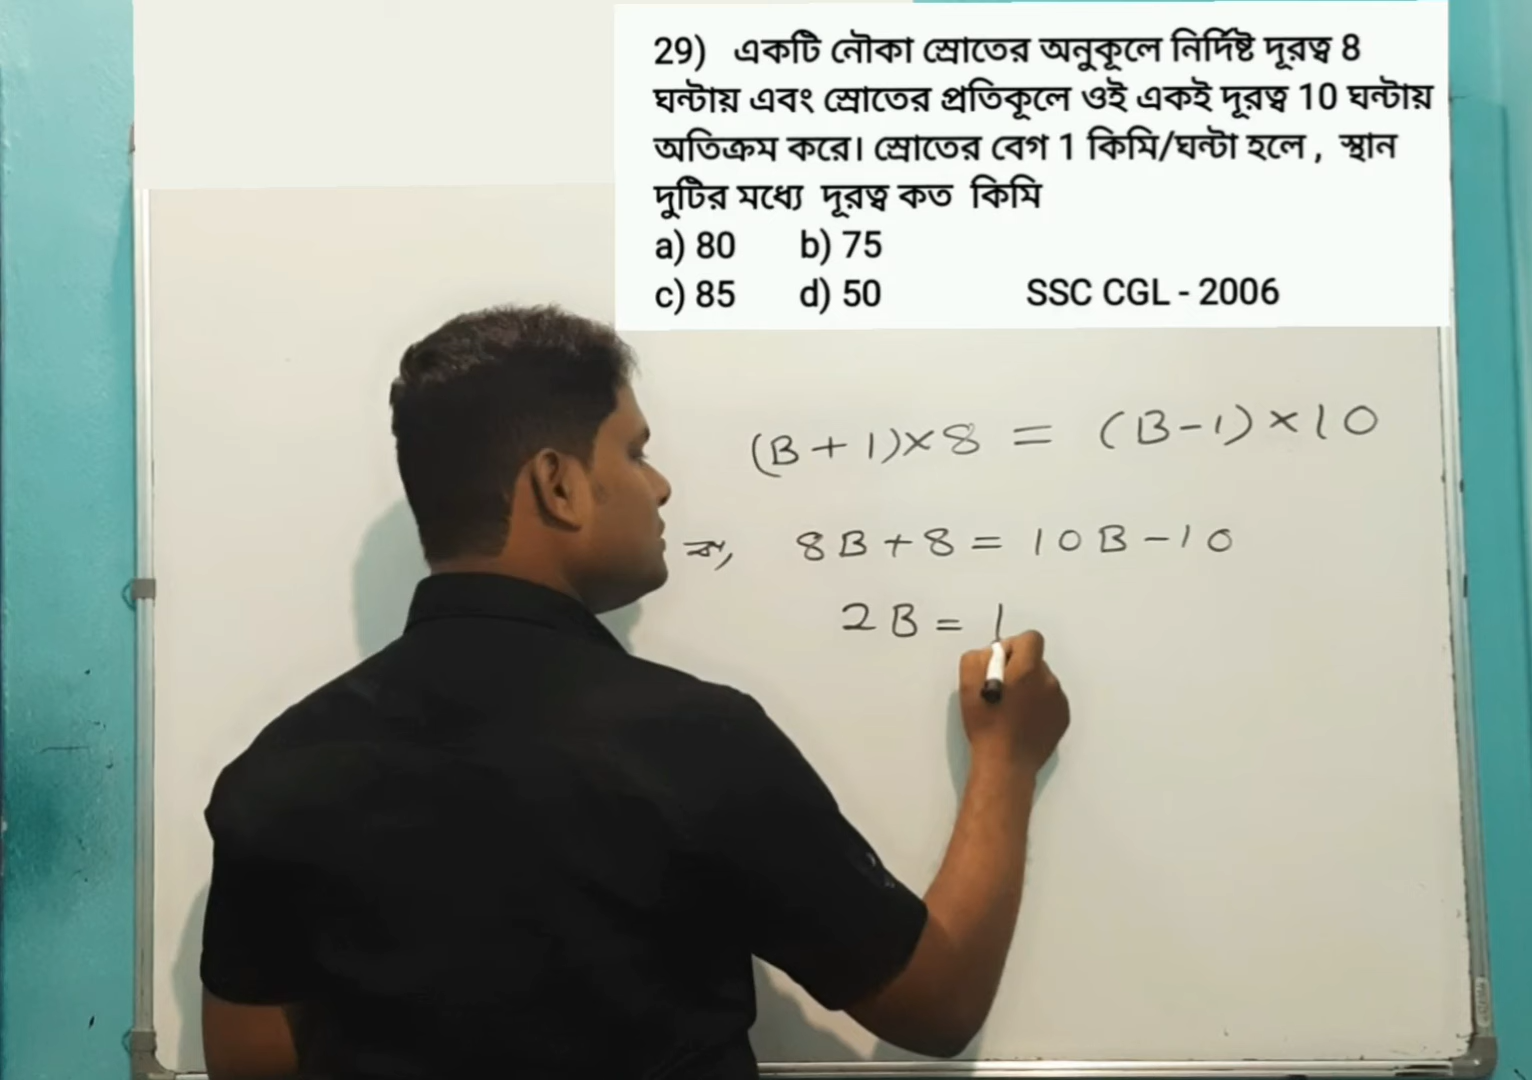 29) একটি নৌকা স্রোতের অনুকূলে নির্দিষ্ট দূরত্ব 8
ঘন্টায় এবং স্রোতের প্রতিকূলে ওই একই দূরত্ব 10 ঘন্টায়
অতিক্রম করে। স্রোতের বেগ 1 কিমি/ঘন্টা হলে , স্থান
দুটির মধ্যে দূরত্ব কত কিমি
a) 80 b) 75
c) 85 d) 50 SSC CGL - 2006
(B+1)×8 = (B-1)×10
বা, 8B+8 = 10B-10
2B = 1